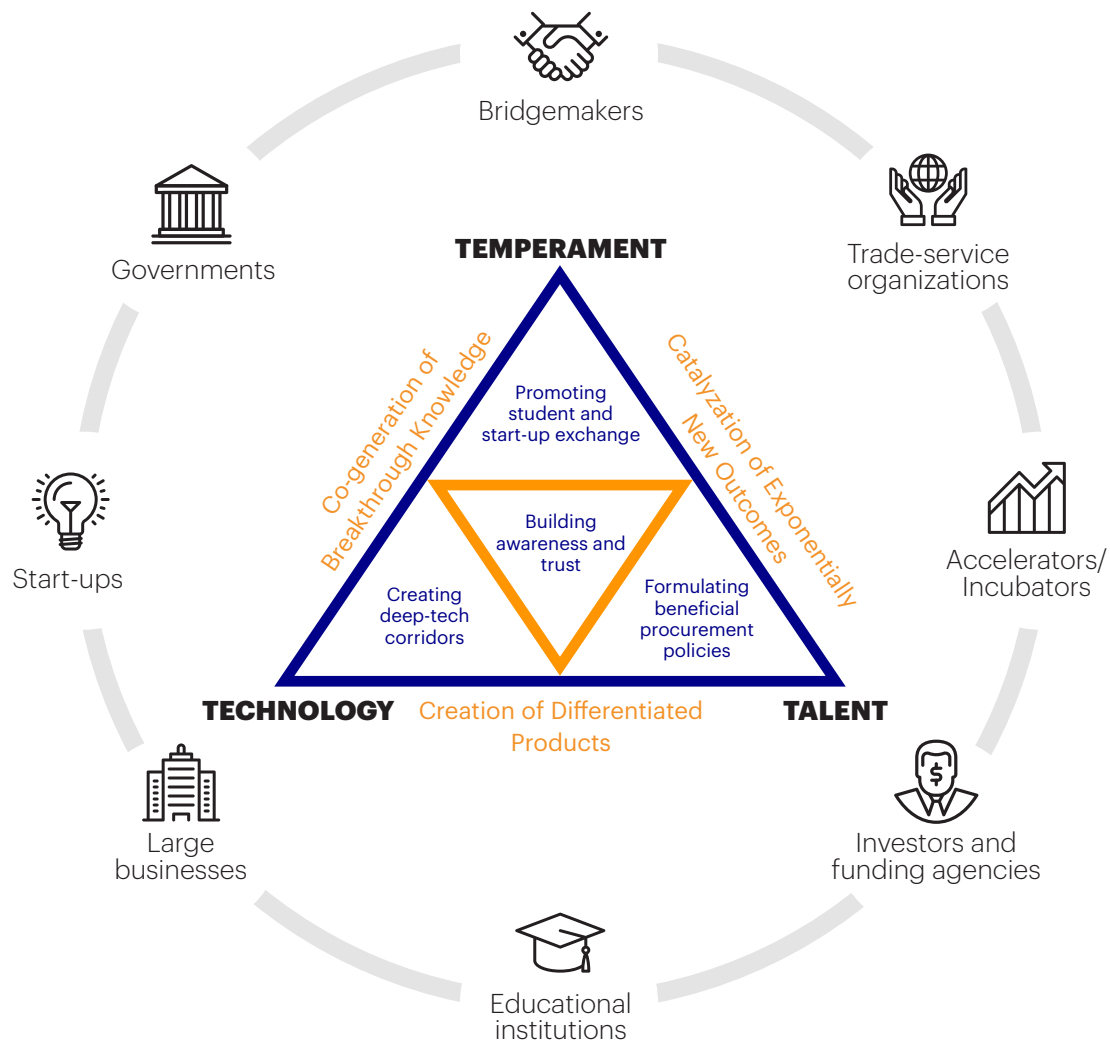 Bridgemakers
Governments
Trade-service
organizations
TEMPERAMENT
Co-generation of
Breakthrough Knowledge
Catalyzation of Exponentially
New Outcomes
Promoting
student and
start-up exchange
Building
awareness and
trust
Start-ups
Accelerators/
Incubators
Creating
deep-tech
corridors
Formulating
beneficial
procurement
policies
TECHNOLOGY
Creation of Differentiated
Products
TALENT
$
Large
businesses
Investors and
funding agencies
Educational
institutions